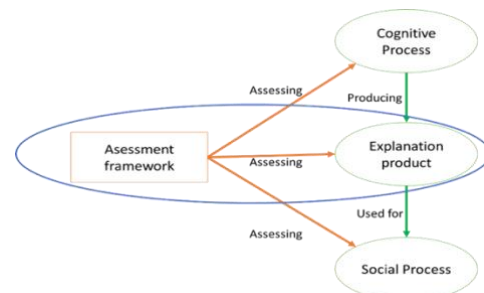 Cognitive
Process
Assessing
Producing
Asessment
framework
Assessing
Explanation
product
Used for
Assessing
Social Process